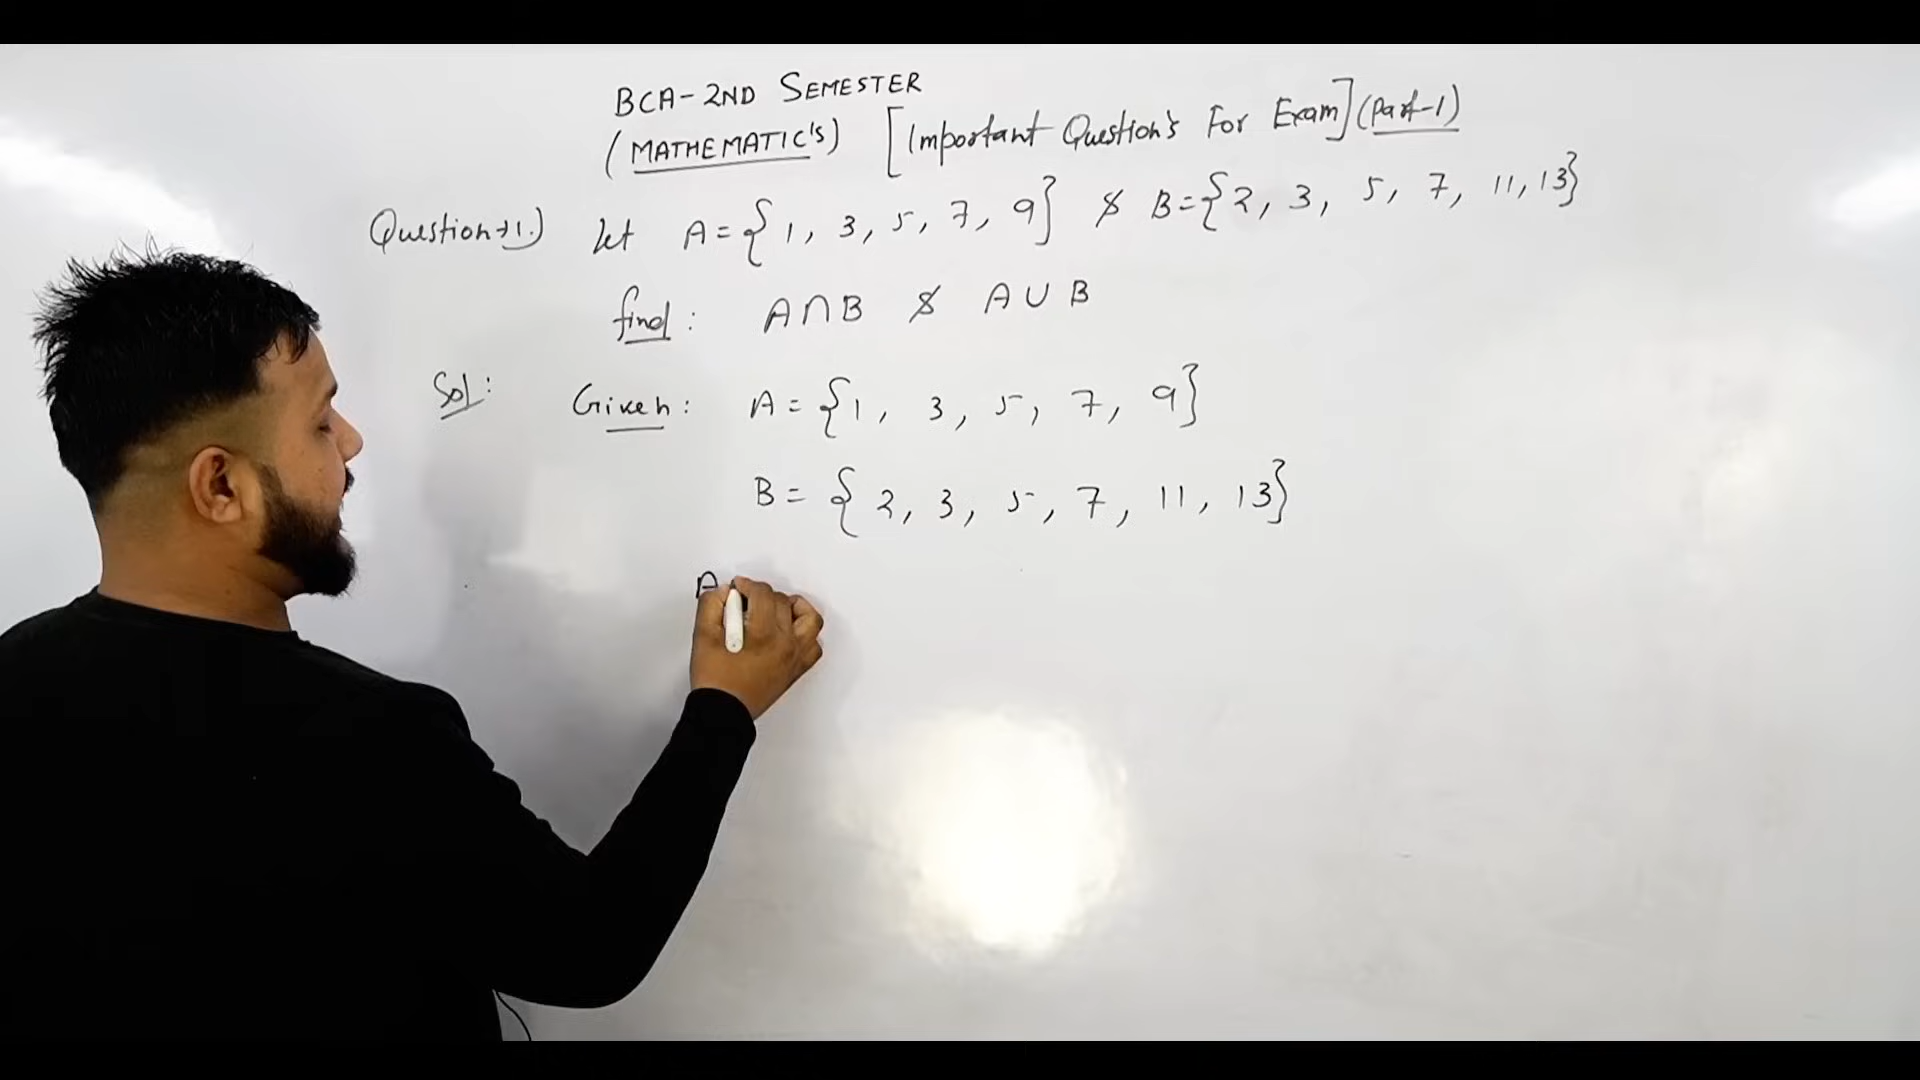 BCA-2ND SEMESTER
(MATHEMATIC'S) [Important Question's For Exam] (Part-1)
Question→1.) Let A={1, 3, 5, 7, 9} & B={2, 3, 5, 7, 11, 13}
find: A∩B & A∪B
Sol: Given: A={1, 3, 5, 7, 9}
B={2, 3, 5, 7, 11, 13}
A